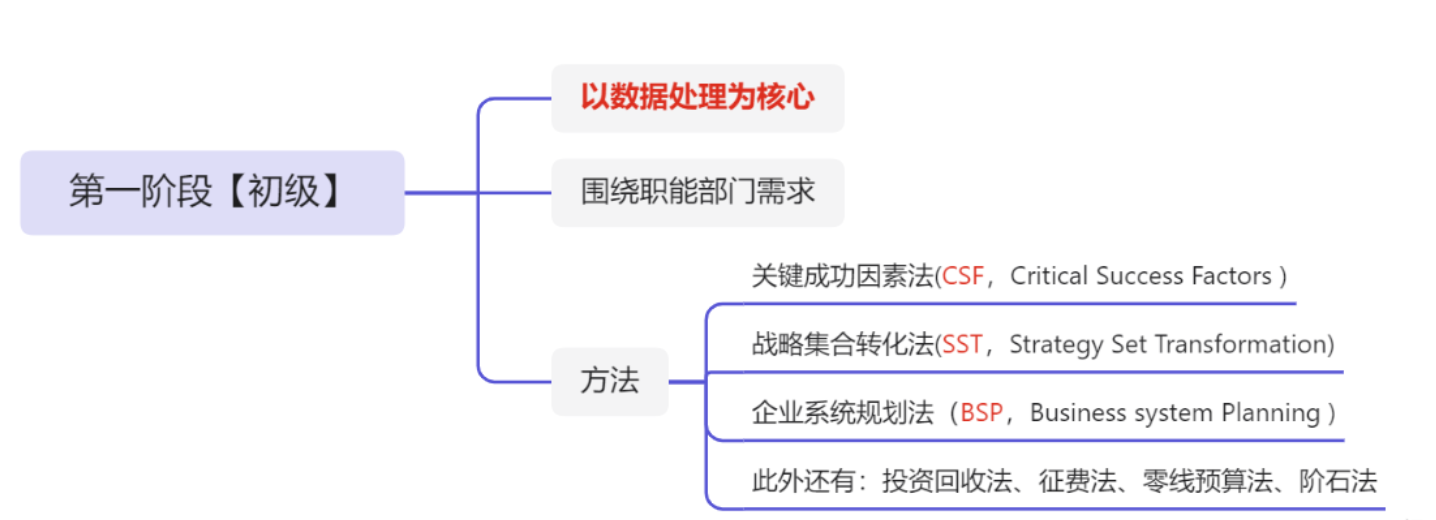 以数据处理为核心
第一阶段【初级】
围绕职能部门需求
方法
关键成功因素法(CSF，Critical Success Factors )
战略集合转化法(SST，Strategy Set Transformation)
企业系统规划法（BSP，Business system Planning ）
此外还有：投资回收法、征费法、零线预算法、阶石法